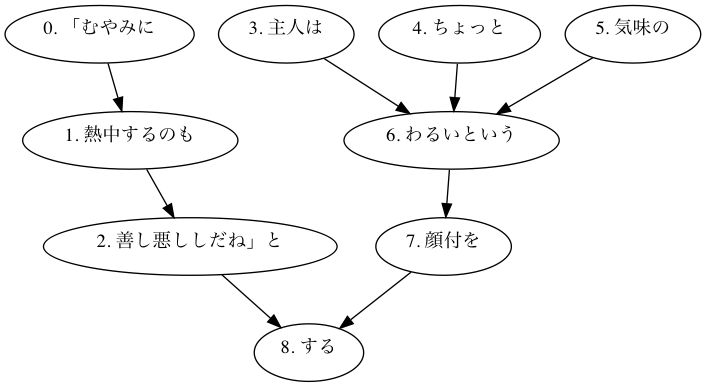 0. 「むやみに
3. 主人は
4. ちょっと
5. 気味の
1. 熱中するのも
6. わるいという
2. 善し悪ししだね」と
7. 顔付を
8. する